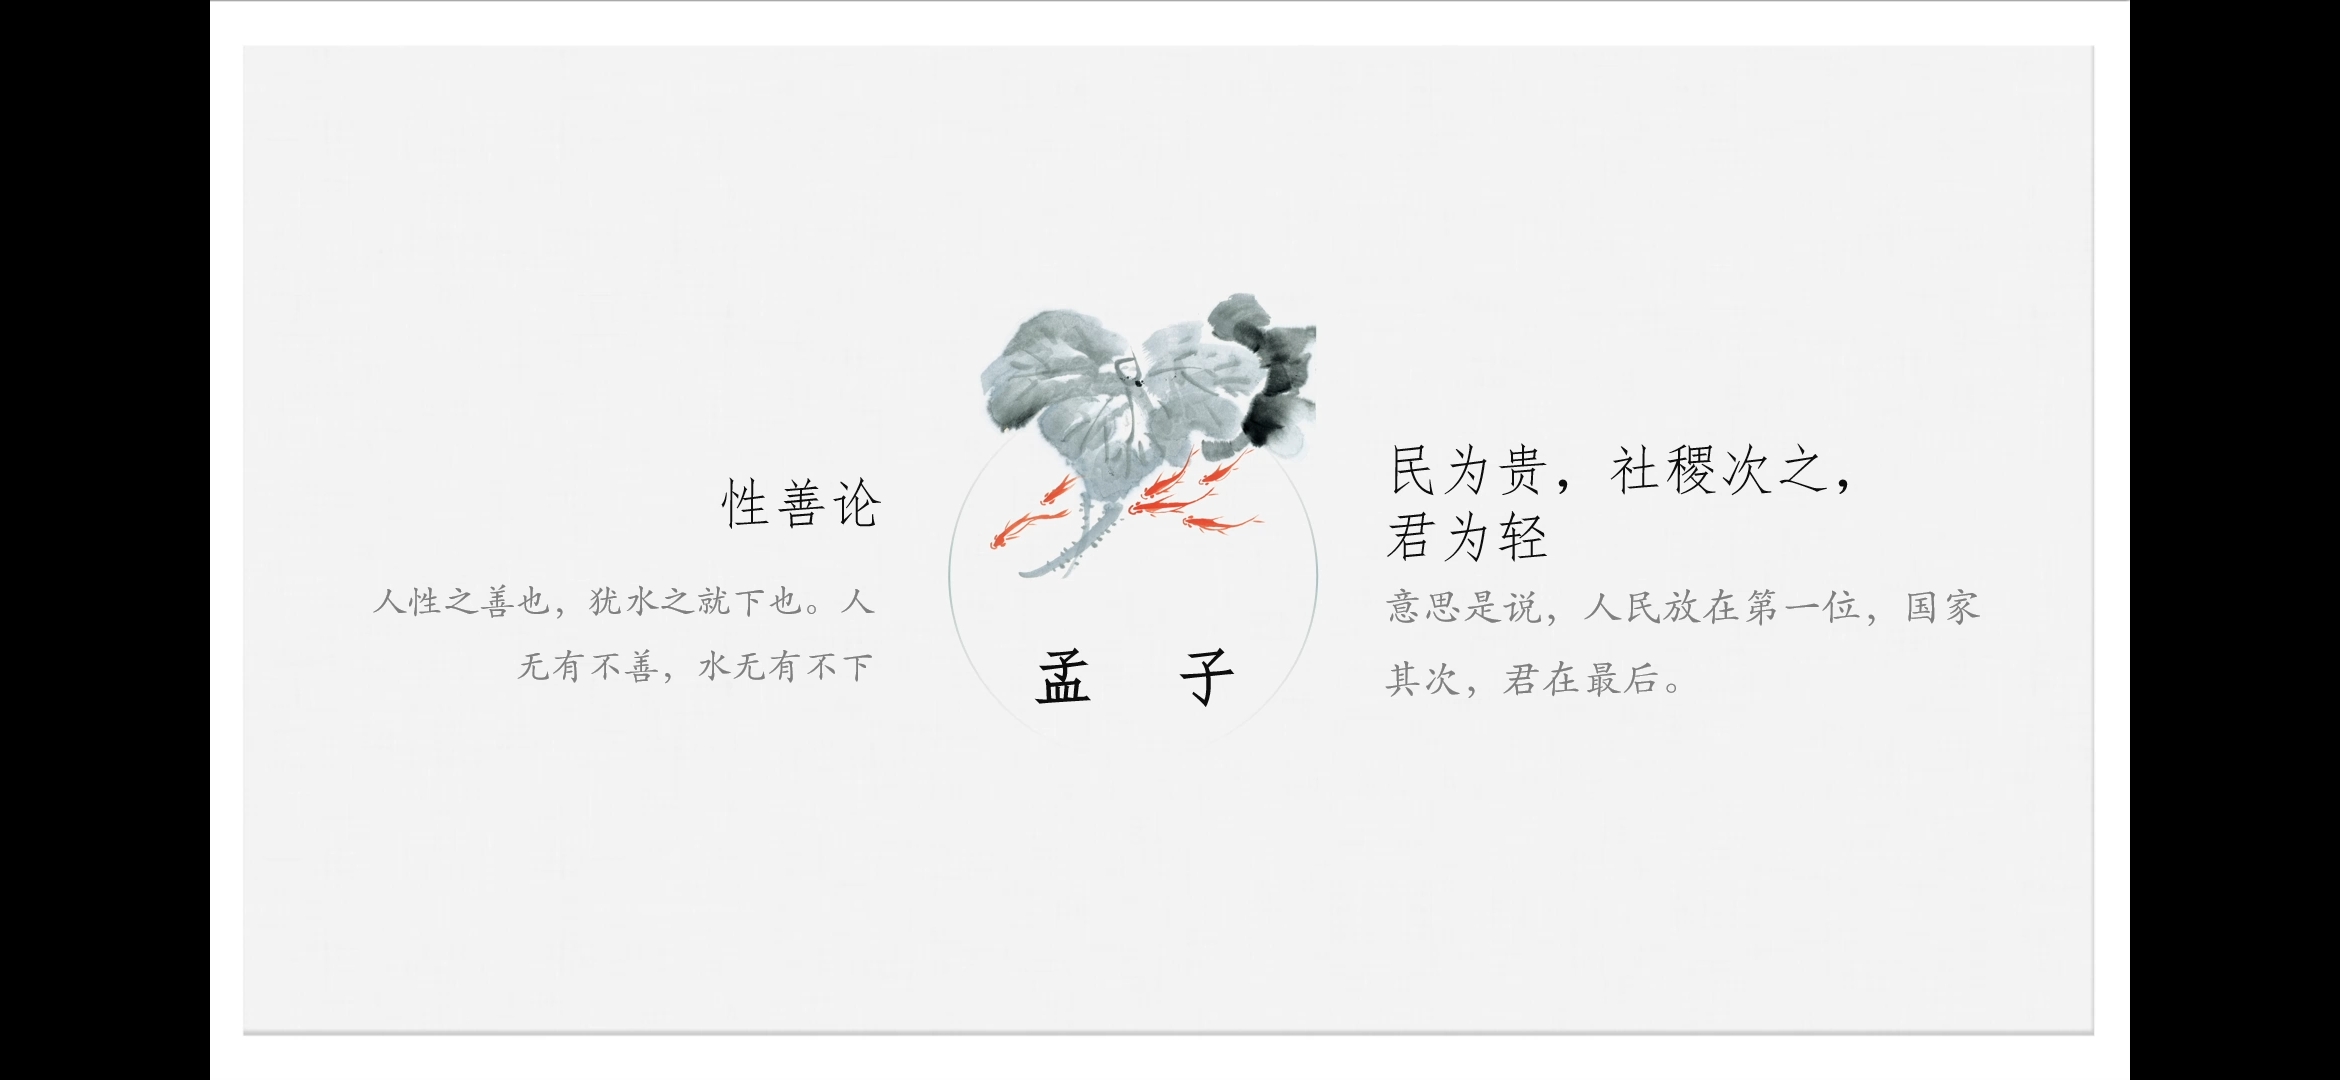 性善论
人性之善也，犹水之就下也。人
无有不善，水无有不下
孟 子
民为贵，社稷次之，
君为轻
意思是说，人民放在第一位，国家
其次，君在最后。